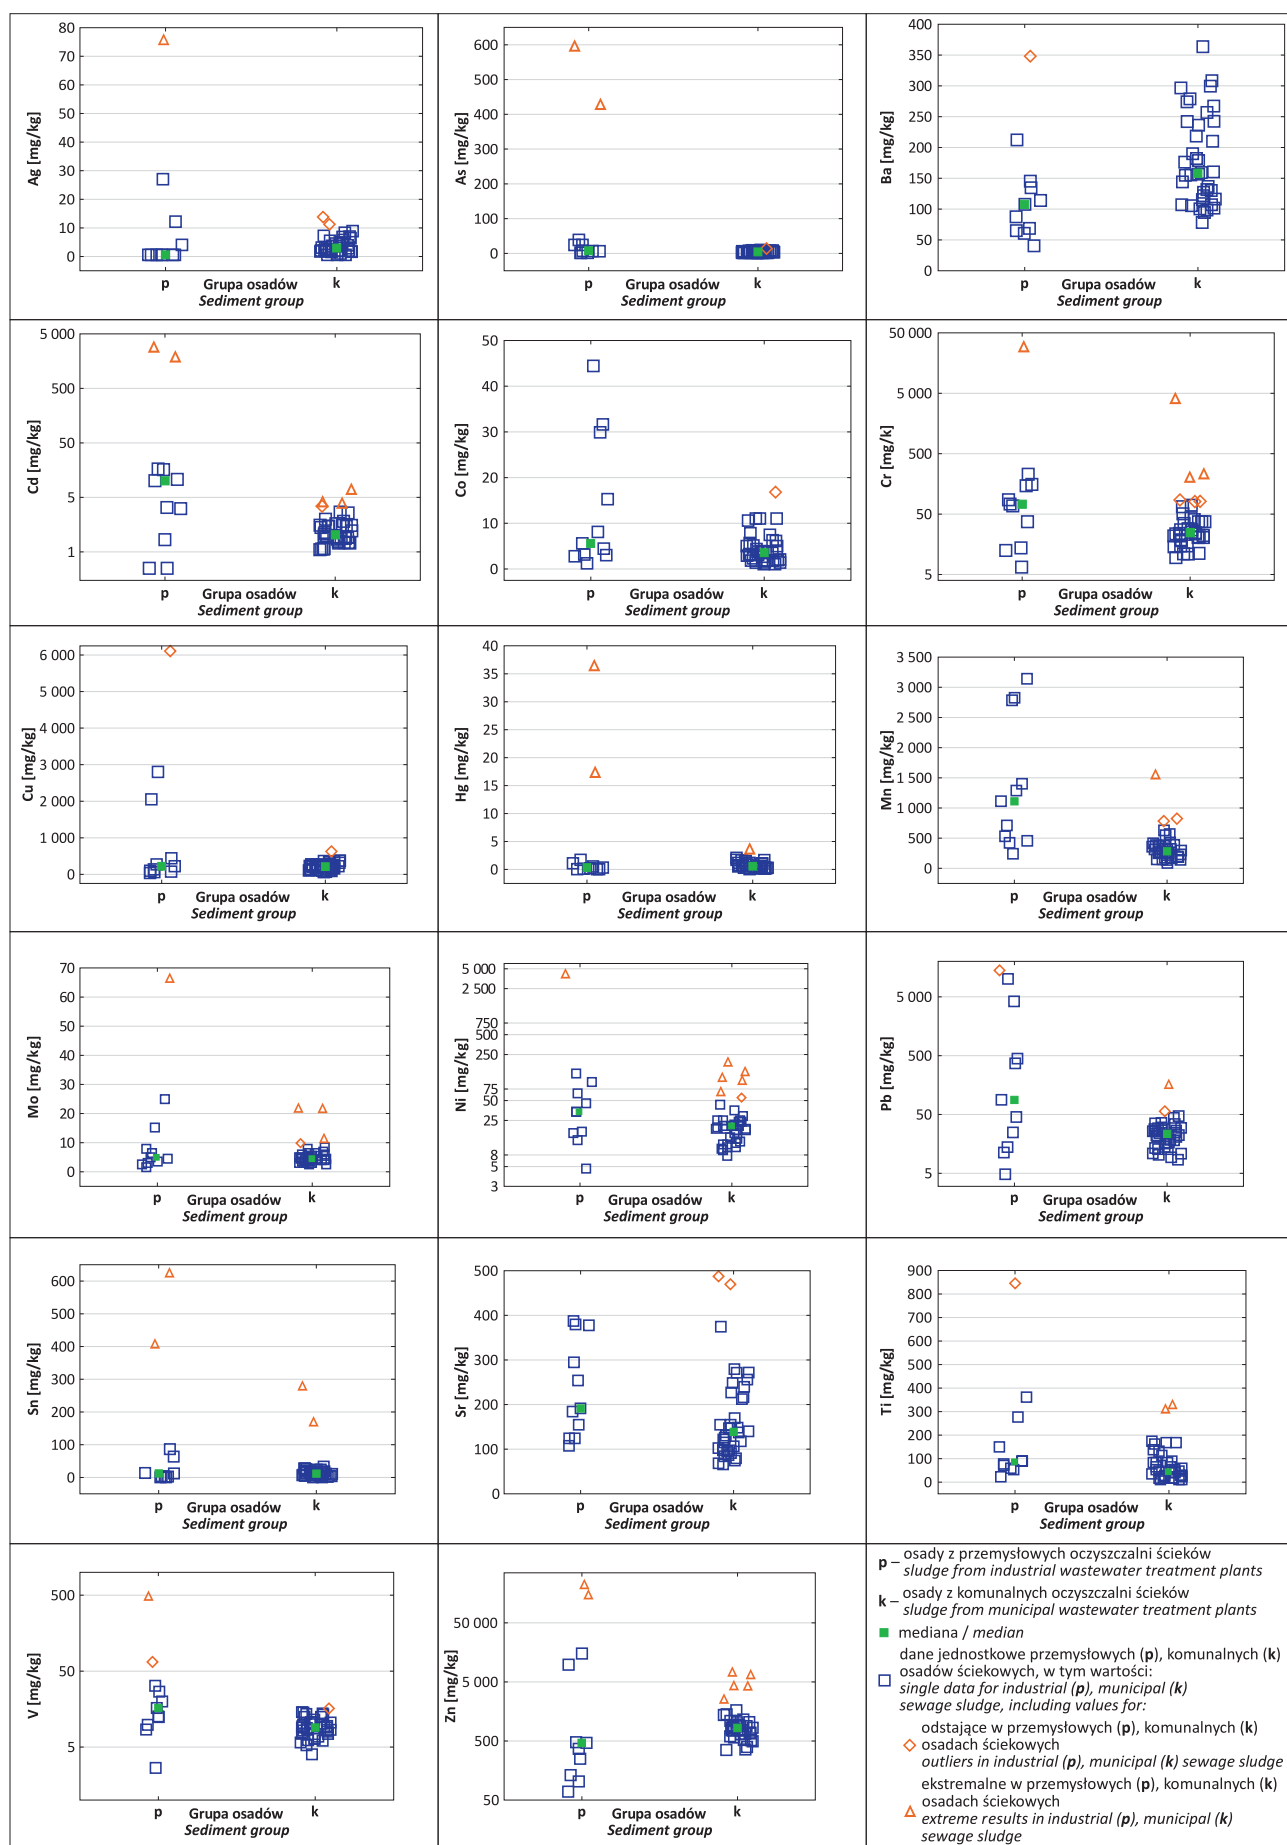 80
70
60
50
40
30
20
10
0
Ag [mg/kg]
p
Grupa osadów
k
Sediment group
600
500
400
300
200
100
0
As [mg/kg]
p
Grupa osadów
k
Sediment group
400
350
300
250
200
150
100
50
0
Ba [mg/kg]
p
Grupa osadów
k
Sediment group
5 000
500
50
5
1
Cd [mg/kg]
p
Grupa osadów
k
Sediment group
50
40
30
20
10
0
Co [mg/kg]
p
Grupa osadów
k
Sediment group
50 000
5 000
500
50
5
Cr [mg/k]
p
Grupa osadów
k
Sediment group
6 000
5 000
4 000
3 000
2 000
1 000
0
Cu [mg/kg]
p
Grupa osadów
k
Sediment group
40
35
30
25
20
15
10
5
0
Hg [mg/kg]
p
Grupa osadów
k
Sediment group
3 500
3 000
2 500
2 000
1 500
1 000
500
0
Mn [mg/kg]
p
Grupa osadów
k
Sediment group
70
60
50
40
30
20
10
0
Mo [mg/kg]
p
Grupa osadów
k
Sediment group
5 000
2 500
750
500
250
75
50
25
8
5
3
Ni [mg/kg]
p
Grupa osadów
k
Sediment group
5 000
500
50
5
Pb [mg/kg]
p
Grupa osadów
k
Sediment group
600
500
400
300
200
100
0
Sn [mg/kg]
p
Grupa osadów
k
Sediment group
500
400
300
200
100
0
Sr [mg/kg]
p
Grupa osadów
k
Sediment group
900
800
700
600
500
400
300
200
100
0
Ti [mg/kg]
p
Grupa osadów
k
Sediment group
500
50
5
V [mg/kg]
p
Grupa osadów
k
Sediment group
50 000
5 000
500
50
Zn [mg/kg]
p
Grupa osadów
k
Sediment group
p – osady z przemysłowych oczyszczalni ścieków
sludge from industrial wastewater treatment plants
k – osady z komunalnych oczyszczalni ścieków
sludge from municipal wastewater treatment plants
mediana / median
dane jednostkowe przemysłowych (p), komunalnych (k)
osadów ściekowych, w tym wartości:
single data for industrial (p), municipal (k)
sewage sludge, including values for:
odstające w przemysłowych (p), komunalnych (k)
osadach ściekowych
outliers in industrial (p), municipal (k) sewage sludge
ekstremalne w przemysłowych (p), komunalnych (k)
osadach ściekowych
extreme results in industrial (p), municipal (k)
sewage sludge